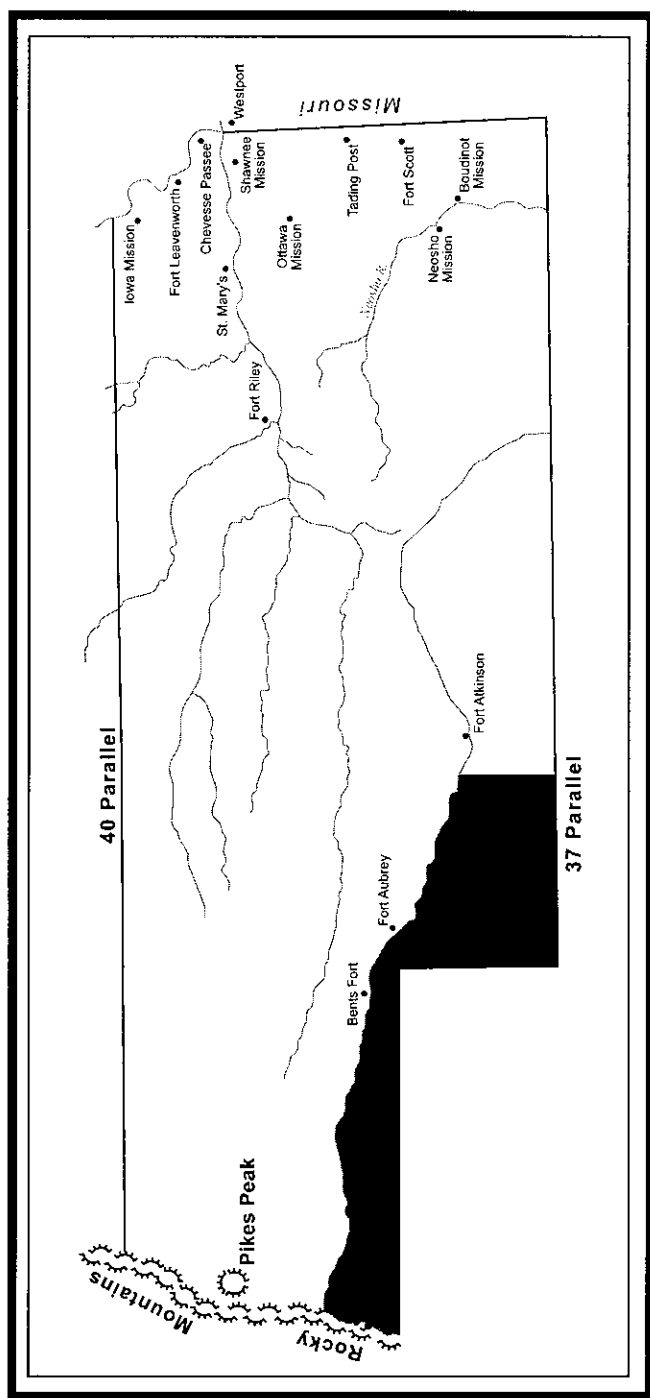 40 Parallel
Missouri
Westport
Iowa Mission
Fort Leavenworth
Chevesse Passee
Shawnee
Mission
St. Mary's
Ottawa
Mission
Tading Post
Fort Scott
Boudinot
Mission
Neosho
Mission
Neosho R.
Fort Riley
Fort Atkinson
Fort Aubrey
Bents Fort
Pikes Peak
Rocky
Mountains
37 Parallel